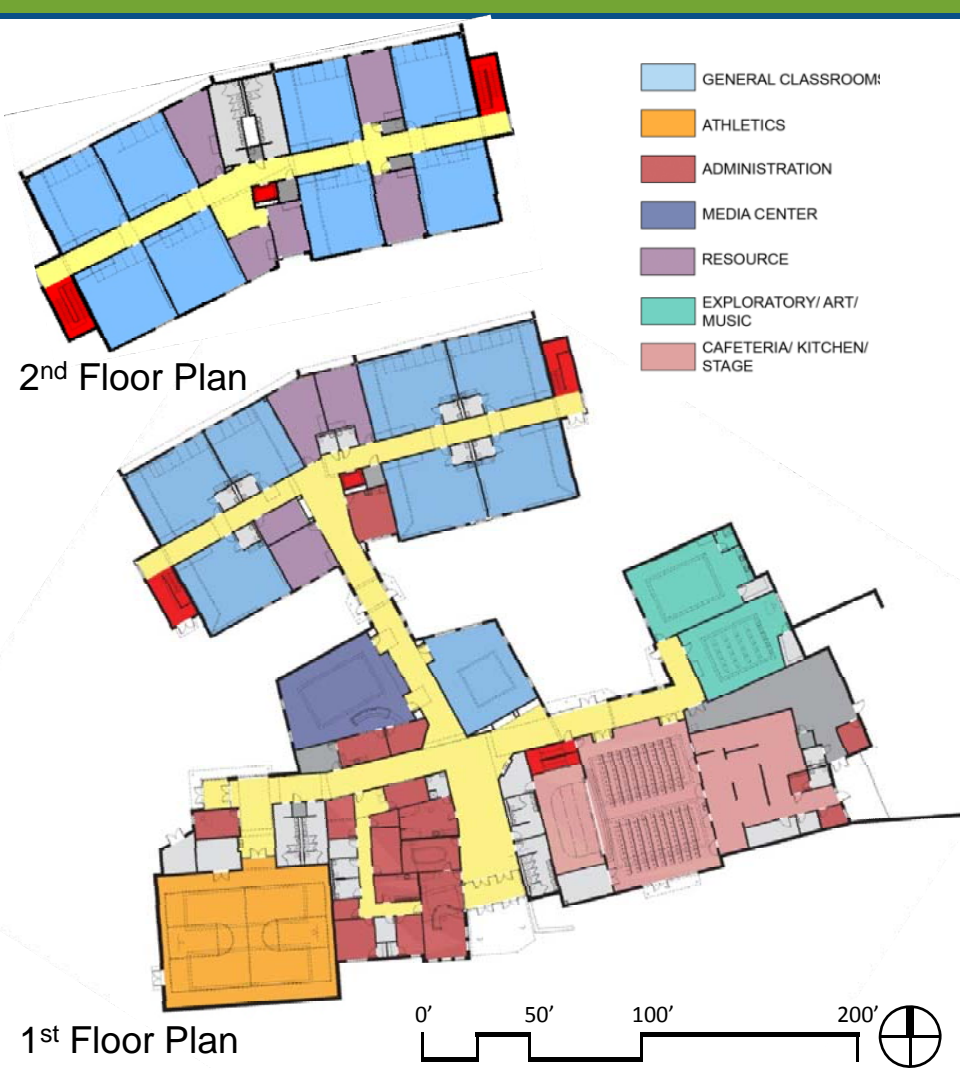 GENERAL CLASSROOMS
ATHLETICS
ADMINISTRATION
MEDIA CENTER
RESOURCE
EXPLORATORY/ ART/
MUSIC
CAFETERIA/ KITCHEN/
STAGE
2nd Floor Plan
1st Floor Plan
0’ 50’ 100’ 200’